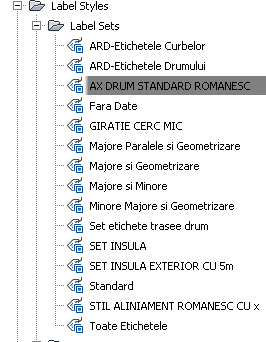 Label Styles
Label Sets
ARD-Etichetele Curbelor
ARD-Etichetele Drumului
AX DRUM STANDARD ROMANESC
Fara Date
GIRATIE CERC MIC
Majore Paralele si Geometrizare
Majore si Geometrizare
Majore si Minore
Minore Majore si Geometrizare
Set etichete trasee drum
SET INSULA
SET INSULA EXTERIOR CU 5m
Standard
STIL ALINIAMENT ROMANESC CU x
Toate Etichetele